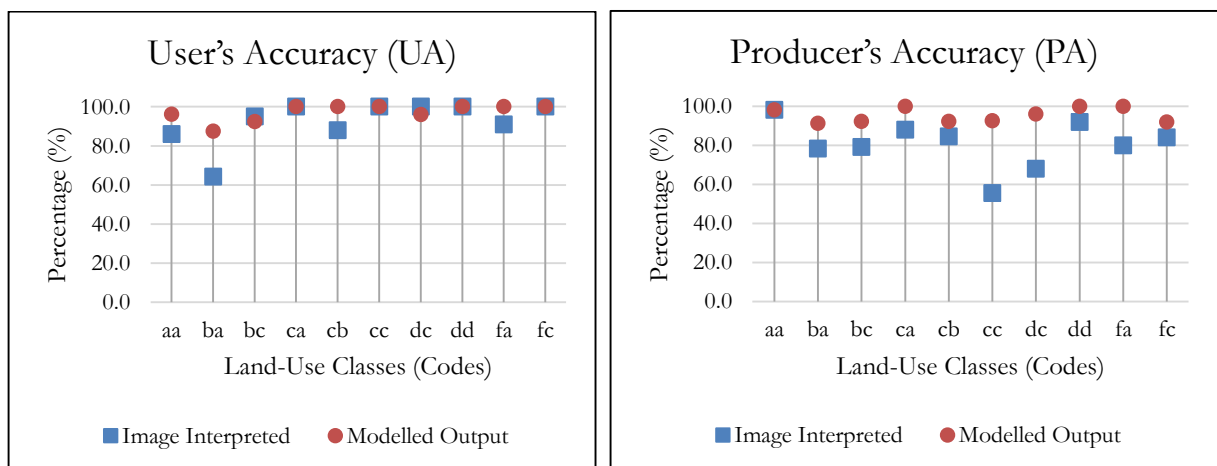 User's Accuracy (UA)
Percentage (%)
100.0
80.0
60.0
40.0
20.0
0.0
aa ba bc ca cb cc dc dd fa fc
Land-Use Classes (Codes)
Image Interpreted Modelled Output
Producer's Accuracy (PA)
Percentage (%)
100.0
80.0
60.0
40.0
20.0
0.0
aa ba bc ca cb cc dc dd fa fc
Land-Use Classes (Codes)
Image Interpreted Modelled Output